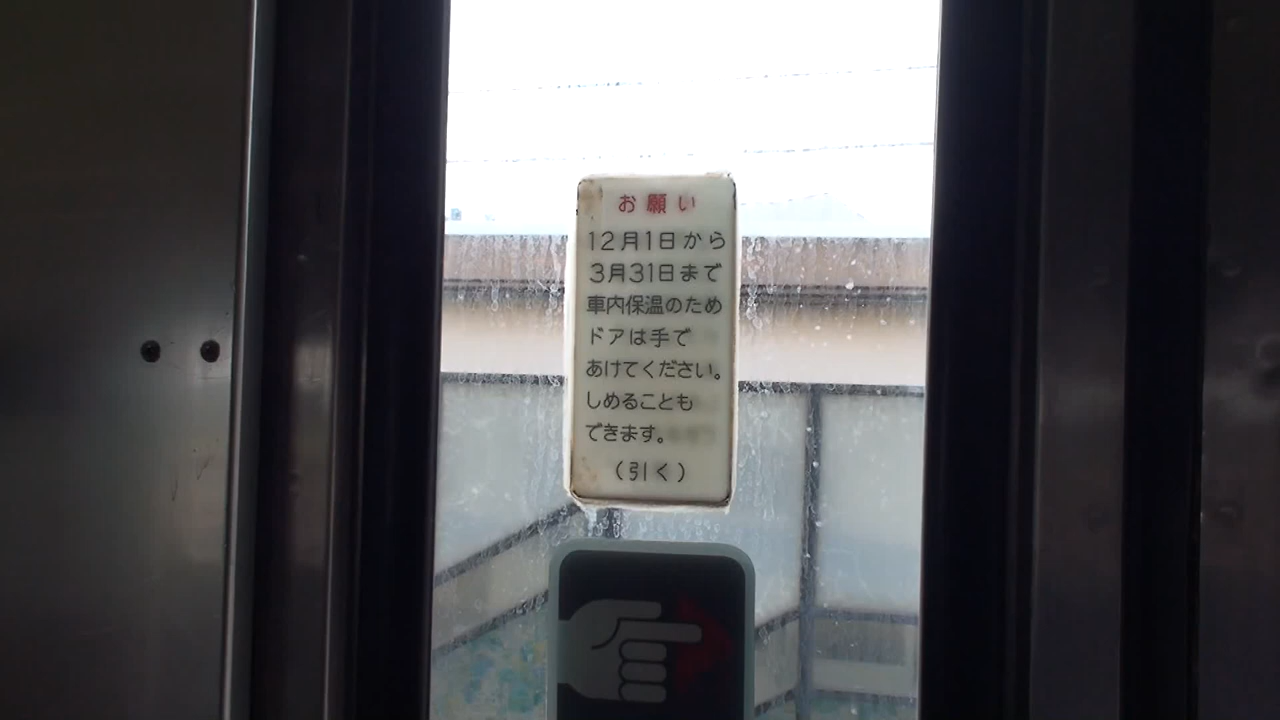 お願い
12月1日から
3月31日まで
車内保温のため
ドアは手で
あけてください。
しめることも
できます。
(引く)